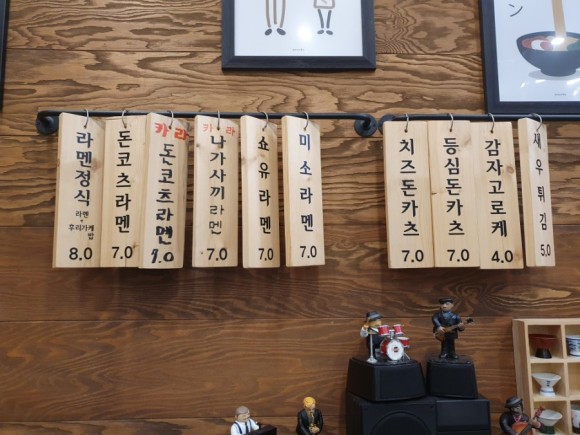 라멘정식
라멘
+
후리가케
밥
8.0
돈코츠라멘
7.0
카라
돈코츠라멘
9.0
카라
나가사끼라멘
7.0
쇼유라멘
7.0
미소라멘
7.0
치즈돈카츠
7.0
등심돈카츠
7.0
감자고로케
4.0
새우튀김
5.0
ン